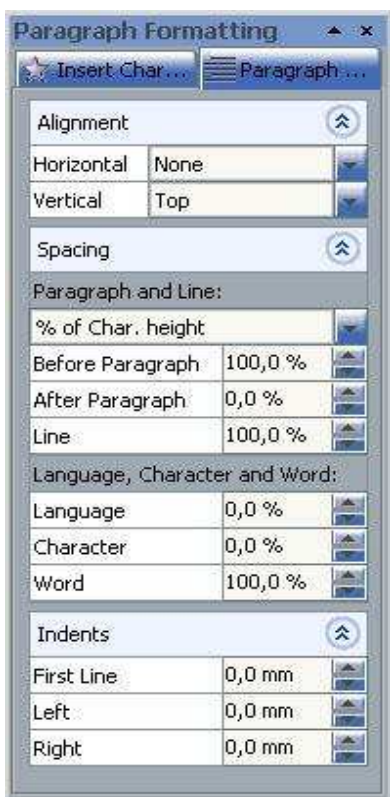 Paragraph Formatting
Insert Char... Paragraph ...
Alignment
Horizontal None
Vertical Top
Spacing
Paragraph and Line:
% of Char. height
Before Paragraph 100,0 %
After Paragraph 0,0 %
Line 100,0 %
Language, Character and Word:
Language 0,0 %
Character 0,0 %
Word 100,0 %
Indents
First Line 0,0 mm
Left 0,0 mm
Right 0,0 mm